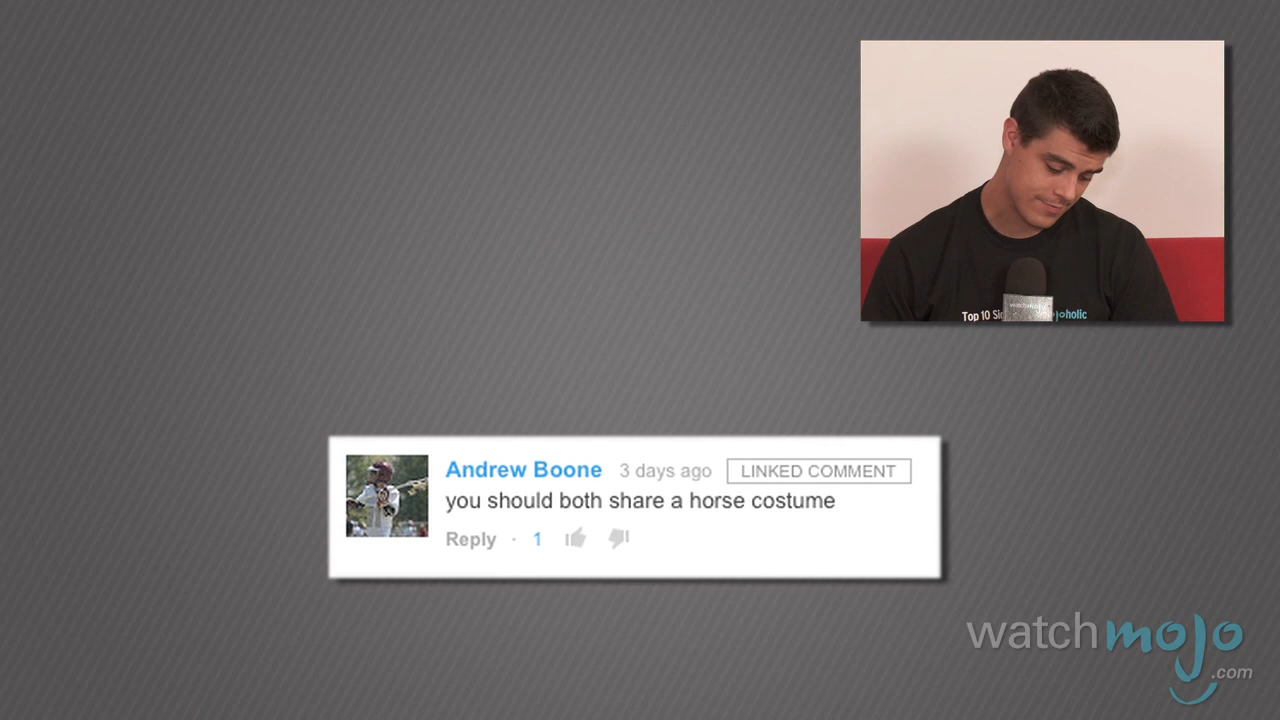 Top 10
holic
watchmojo
Andrew Boone 3 days ago LINKED COMMENT
you should both share a horse costume
Reply · 1
watchmojo
.com